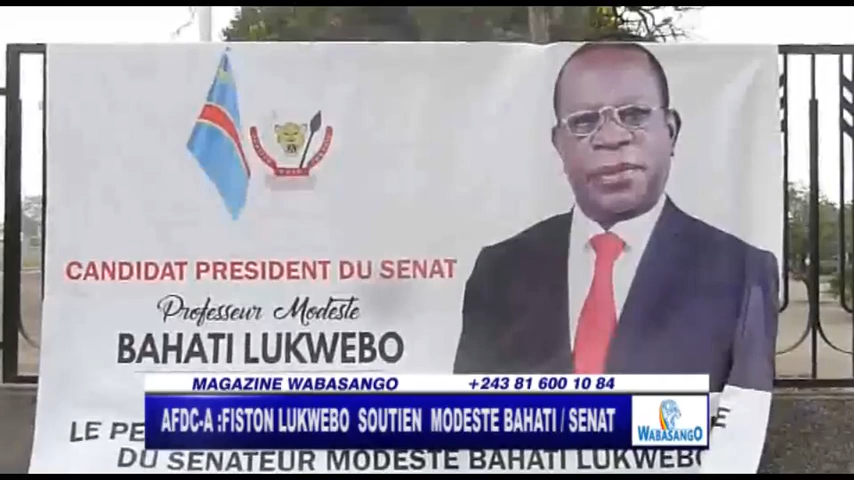 CANDIDAT PRESIDENT DU SENAT
Professeur Modeste
BAHATI LUKWEBO
MAGAZINE WABASANGO +243 81 600 10 84
AFDC-A :FISTON LUKWEBO SOUTIEN MODESTE BAHATI / SENAT
WABASANGO
LE
DU SENATEUR MODESTE BAHATI LUKWEBO